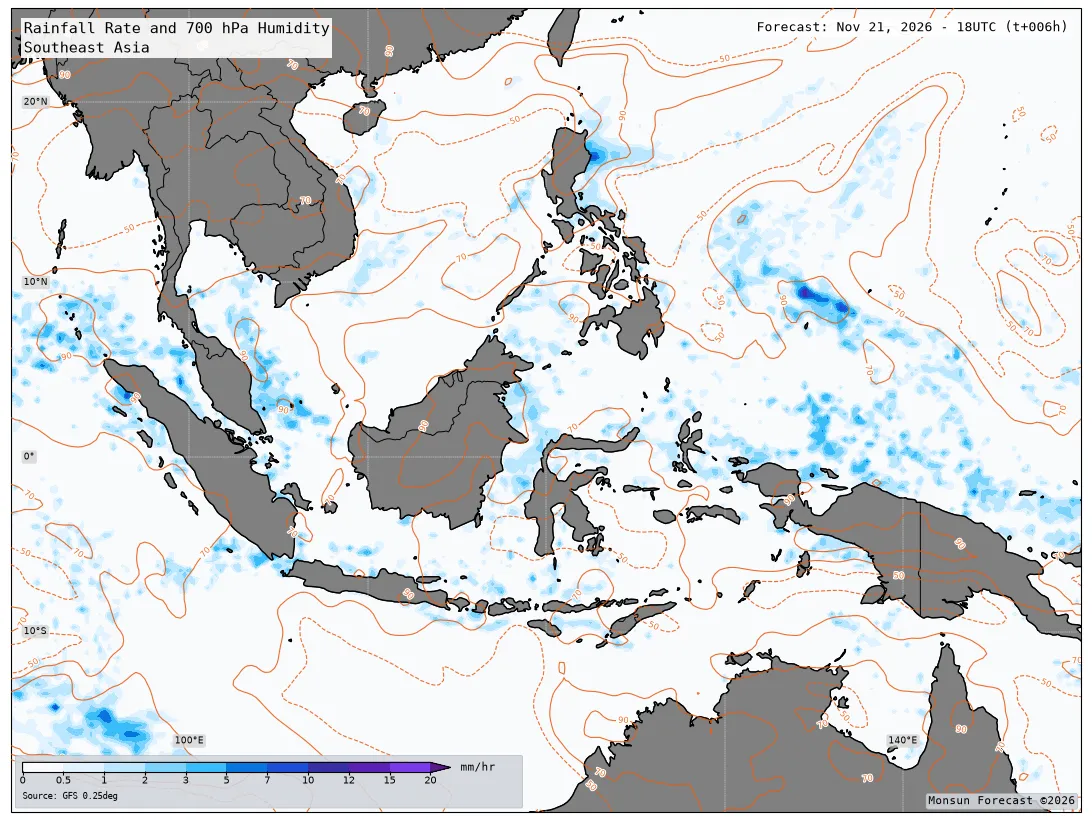 Rainfall Rate and 700 hPa Humidity
Southeast Asia
Forecast: Nov 21, 2026 - 18UTC (t+006h)
20°N
10°N
0°
10°S
100°E
140°E
0 0.5 1 2 3 5 7 10 12 15 20 mm/hr
Source: GFS 0.25deg
Monsun Forecast ©2026